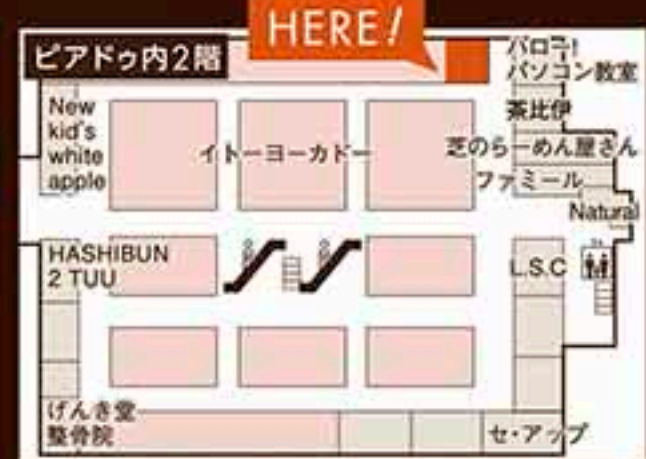 HERE!
ピアドゥ内2階
バロー!
パソコン教室
New
kid's
white
apple
茶比伊
イトーヨーカドー
芝のらーめん屋さん
ファミール
Natural
HASHIBUN
2 TUU
L.S.C
げんき堂
整骨院
セ・アップ